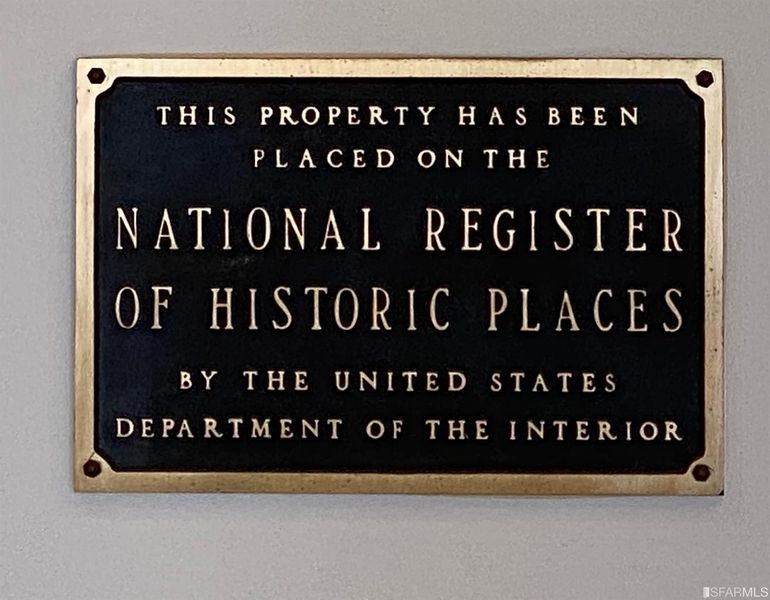 THIS PROPERTY HAS BEEN
PLACED ON THE
NATIONAL REGISTER
OF HISTORIC PLACES
BY THE UNITED STATES
DEPARTMENT OF THE INTERIOR
SFARMLS